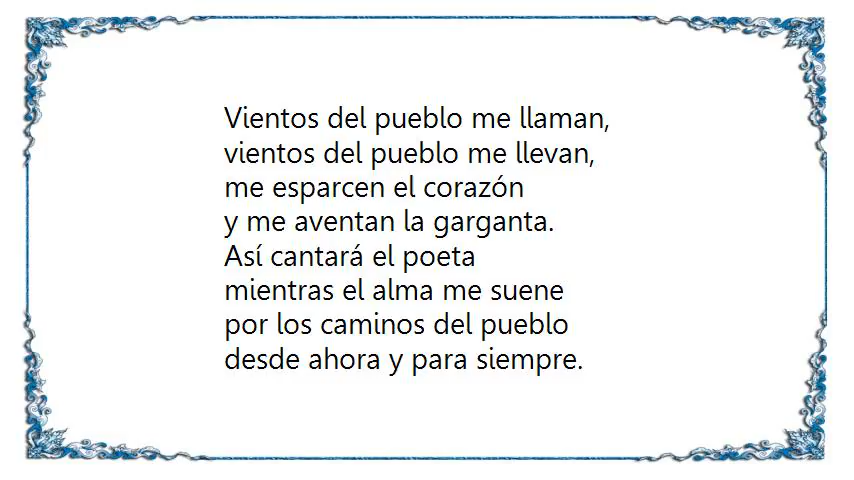 Vientos del pueblo me llaman,
vientos del pueblo me llevan,
me esparcen el corazón
y me aventan la garganta.
Así cantará el poeta
mientras el alma me suene
por los caminos del pueblo
desde ahora y para siempre.